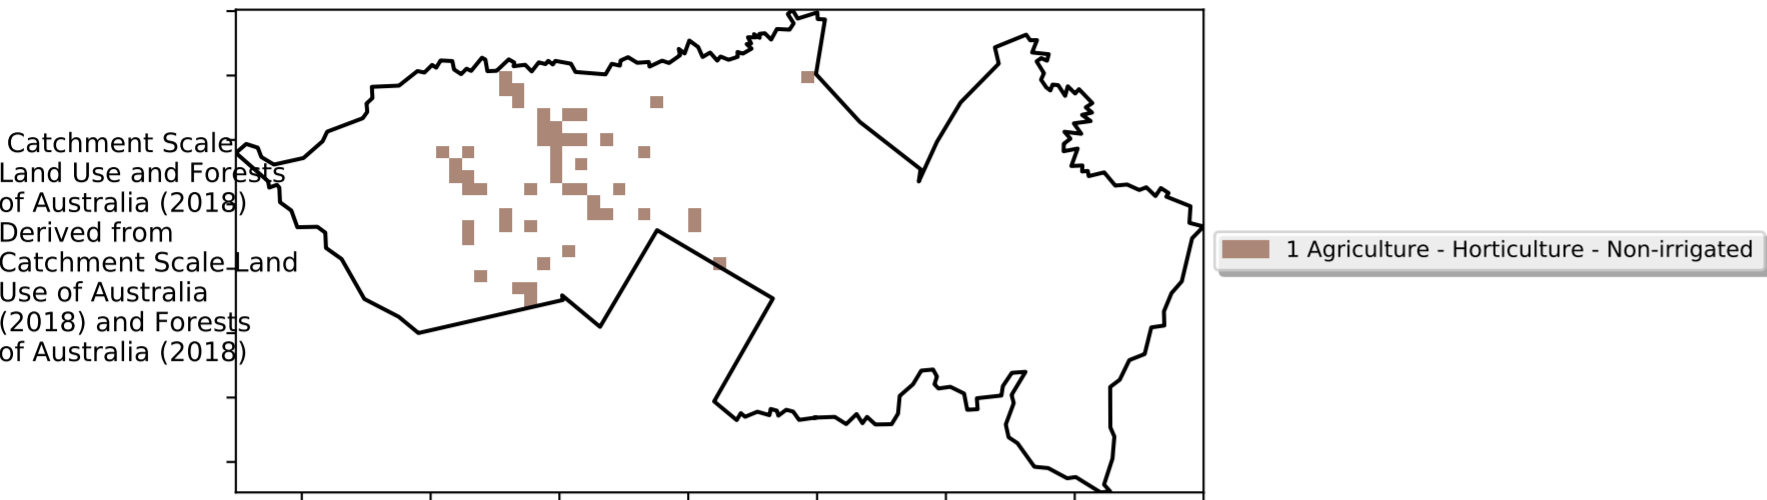 Catchment Scale
Land Use and Forests
of Australia (2018)
Derived from
Catchment Scale Land
Use of Australia
(2018) and Forests
of Australia (2018)
1 Agriculture - Horticulture - Non-irrigated